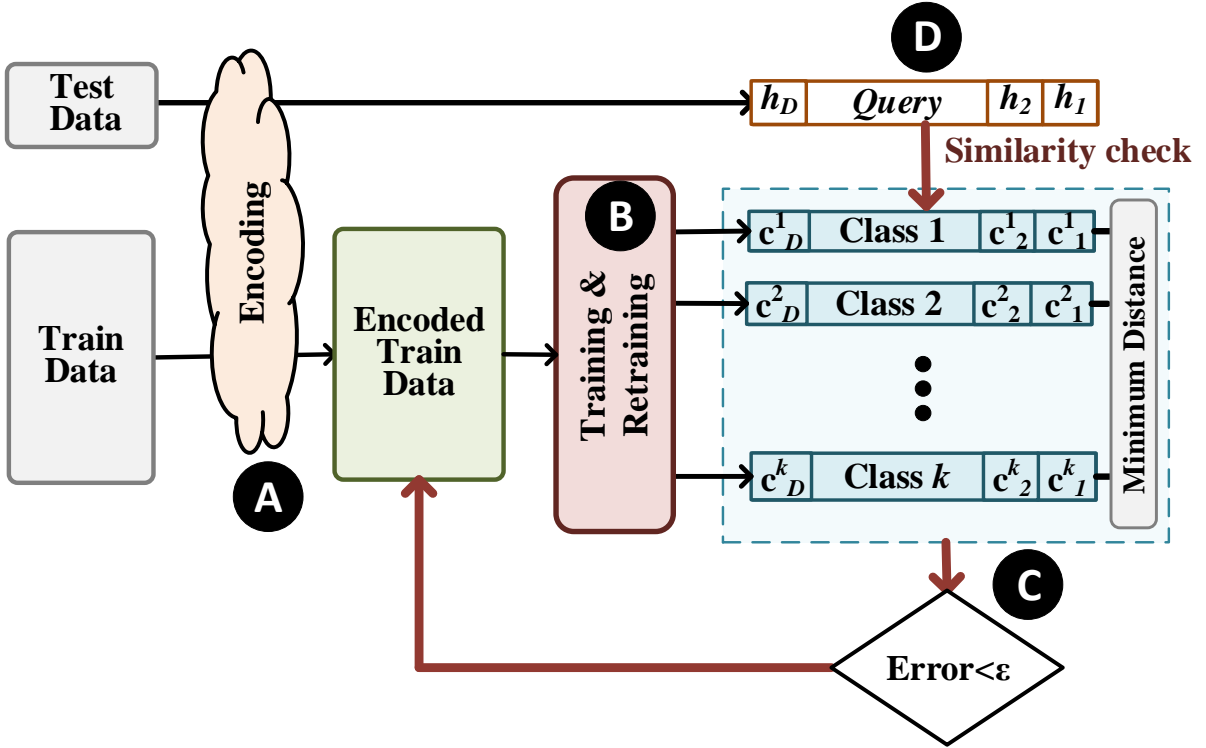 D
Test
Data
h_D Query h_2 h_1
Similarity check
Encoding
B
Train
Data
Encoded
Train
Data
Training &
Retraining
c^1_D Class 1 c^1_2 c^1_1
c^2_D Class 2 c^2_2 c^2_1
c^k_D Class k c^k_2 c^k_1
Minimum Distance
A
C
Error<ε